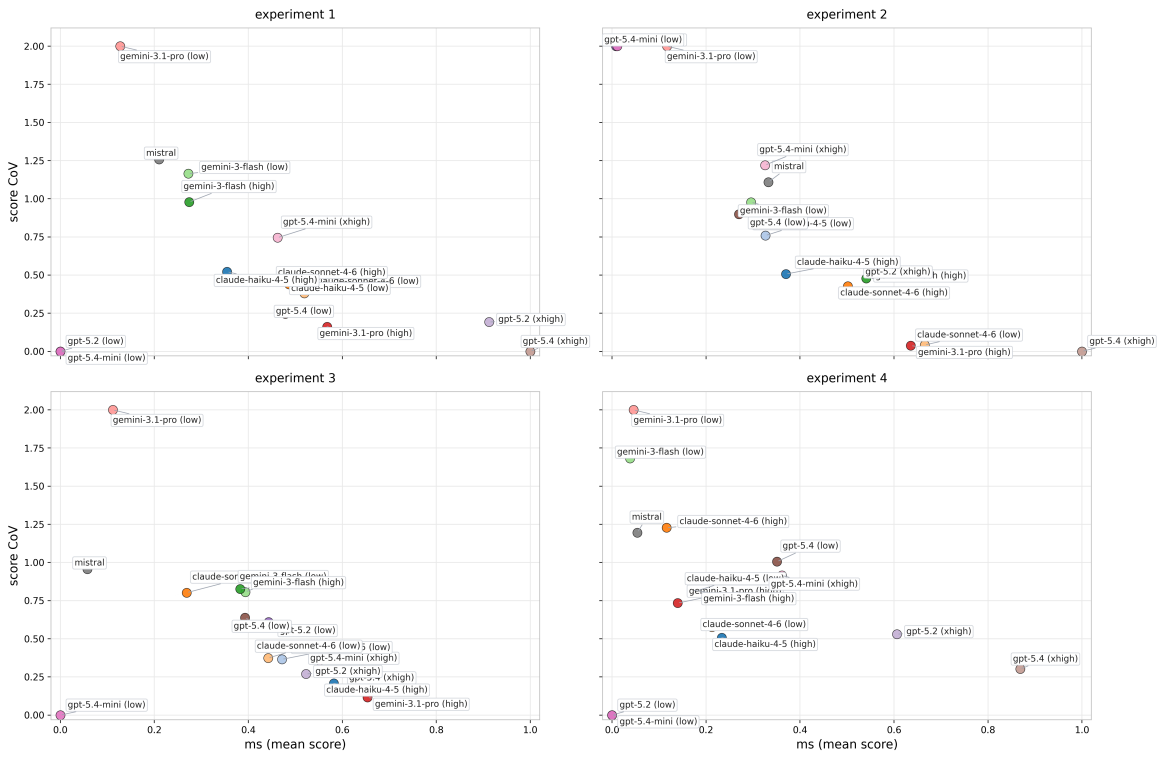 experiment 1
experiment 2
score CoV
2.00
1.75
1.50
1.25
1.00
0.75
0.50
0.25
0.00
gemini-3.1-pro (low)
mistral
gemini-3-flash (low)
gemini-3-flash (high)
gpt-5.4-mini (xhigh)
claude-sonnet-4-6 (high)
claude-haiku-4-5 (high)
claude-haiku-4-5 (low)
gpt-5.4 (low)
gemini-3.1-pro (high)
gpt-5.2 (xhigh)
gpt-5.4 (xhigh)
gpt-5.2 (low)
gpt-5.4-mini (low)
gpt-5.4-mini (low)
gemini-3.1-pro (low)
gpt-5.4-mini (xhigh)
mistral
gemini-3-flash (low)
gpt-5.4 (low)
claude-haiku-4-5 (high)
gpt-5.2 (xhigh)
claude-sonnet-4-6 (high)
claude-sonnet-4-6 (low)
gpt-5.4 (xhigh)
gemini-3.1-pro (high)
experiment 3
experiment 4
score CoV
2.00
1.75
1.50
1.25
1.00
0.75
0.50
0.25
0.00
gemini-3.1-pro (low)
mistral
gemini-3-flash (high)
gpt-5.4 (low)
gpt-5.2 (low)
claude-sonnet-4-6 (low)
gpt-5.4-mini (xhigh)
gpt-5.2 (xhigh)
claude-haiku-4-5 (high)
gemini-3.1-pro (high)
gpt-5.4-mini (low)
0.0 0.2 0.4 0.6 0.8 1.0
ms (mean score)
gemini-3.1-pro (low)
gemini-3-flash (low)
mistral
claude-sonnet-4-6 (high)
gpt-5.4 (low)
claude-haiku-4-5 (low)
gpt-5.4-mini (xhigh)
gemini-3-flash (high)
claude-sonnet-4-6 (low)
claude-haiku-4-5 (high)
gpt-5.2 (xhigh)
gpt-5.4 (xhigh)
gpt-5.2 (low)
gpt-5.4-mini (low)
0.0 0.2 0.4 0.6 0.8 1.0
ms (mean score)